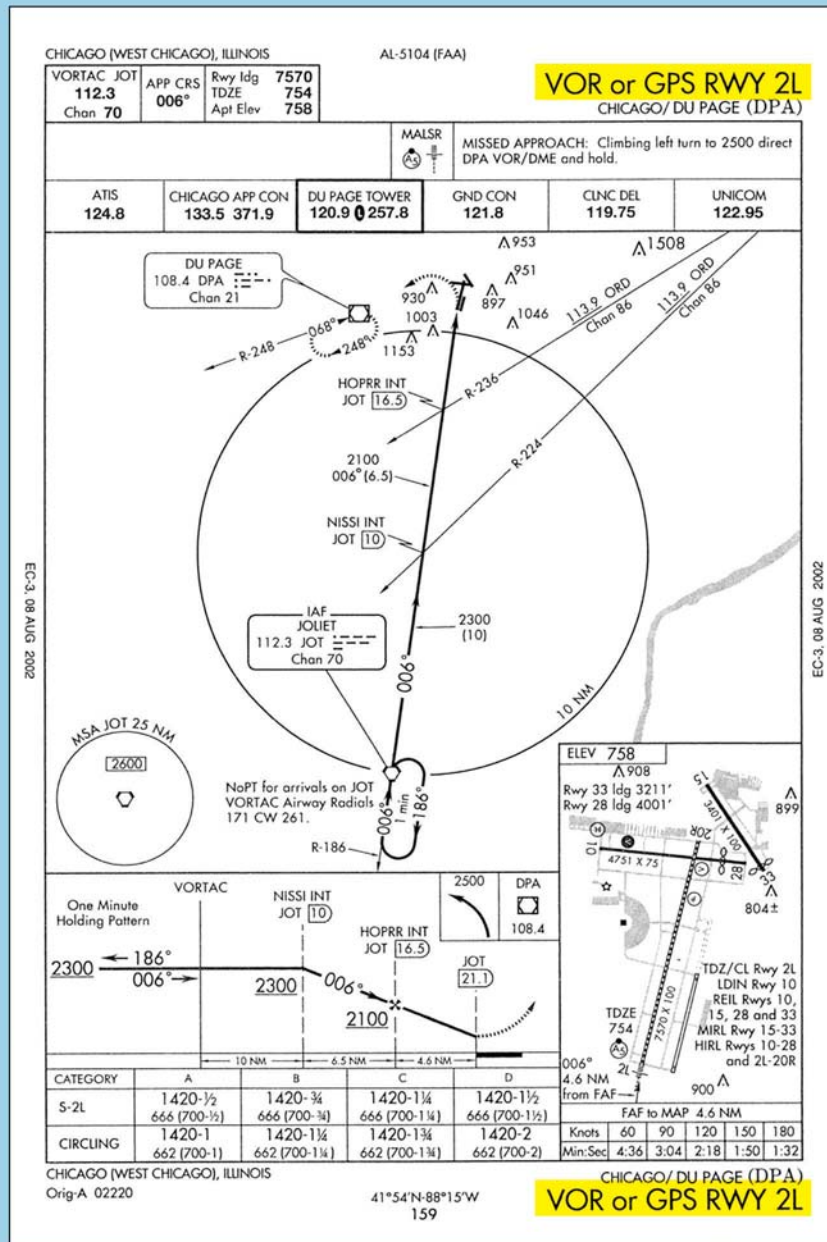 CHICAGO (WEST CHICAGO), ILLINOIS
AL-5104 (FAA)
VORTAC JOT
112.3
Chan 70
APP CRS
006°
Rwy ldg 7570
TDZE 754
Apt Elev 758
VOR or GPS RWY 2L
CHICAGO/ DU PAGE (DPA)
MALSR
A5
MISSED APPROACH: Climbing left turn to 2500 direct
DPA VOR/DME and hold.
ATIS
124.8
CHICAGO APP CON
133.5 371.9
DU PAGE TOWER
120.9 L 257.8
GND CON
121.8
CLNC DEL
119.75
UNICOM
122.95
DU PAGE
108.4 DPA
Chan 21
953
1508
951
930
897
1003
1046
1153
113.9 ORD
Chan 86
113.9 ORD
Chan 86
R-248
068°
248°
HOPRR INT
JOT 16.5
R-236
R-224
2100
006° (6.5)
NISSI INT
JOT 10
IAF
JOLIET
112.3 JOT
Chan 70
2300
(10)
006°
10 NM
EC-3, 08 AUG 2002
EC-3, 08 AUG 2002
MSA JOT 25 NM
2600
NoPT for arrivals on JOT
VORTAC Airway Radials
171 CW 261.
006°
1 min
186°
R-186
ELEV 758
908
Rwy 33 ldg 3211'
Rwy 28 ldg 4001'
15
3401 X 100
899
20R
10
4751 X 75
28
33
804±
TDZ/CL Rwy 2L
LDIN Rwy 10
REIL Rwys 10,
15, 28 and 33
MIRL Rwy 15-33
HIRL Rwys 10-28
and 2L-20R
7570 X 100
TDZE
754
A5
2L
006°
4.6 NM
from FAF
900
One Minute
Holding Pattern
VORTAC
NISSI INT
JOT 10
HOPRR INT
JOT 16.5
JOT
21.1
2500
DPA
108.4
2300
186°
006°
2300
006°
2100
10 NM
6.5 NM
4.6 NM
CATEGORY A B C D
S-2L 1420-½ 1420-¾ 1420-1¼ 1420-1½
666 (700-½) 666 (700-¾) 666 (700-1¼) 666 (700-1½)
CIRCLING 1420-1 1420-1¼ 1420-1¾ 1420-2
662 (700-1) 662 (700-1¼) 662 (700-1¾) 662 (700-2)
FAF to MAP 4.6 NM
Knots 60 90 120 150 180
Min:Sec 4:36 3:04 2:18 1:50 1:32
CHICAGO (WEST CHICAGO), ILLINOIS
Orig-A 02220
41°54'N-88°15'W
159
CHICAGO/ DU PAGE (DPA)
VOR or GPS RWY 2L